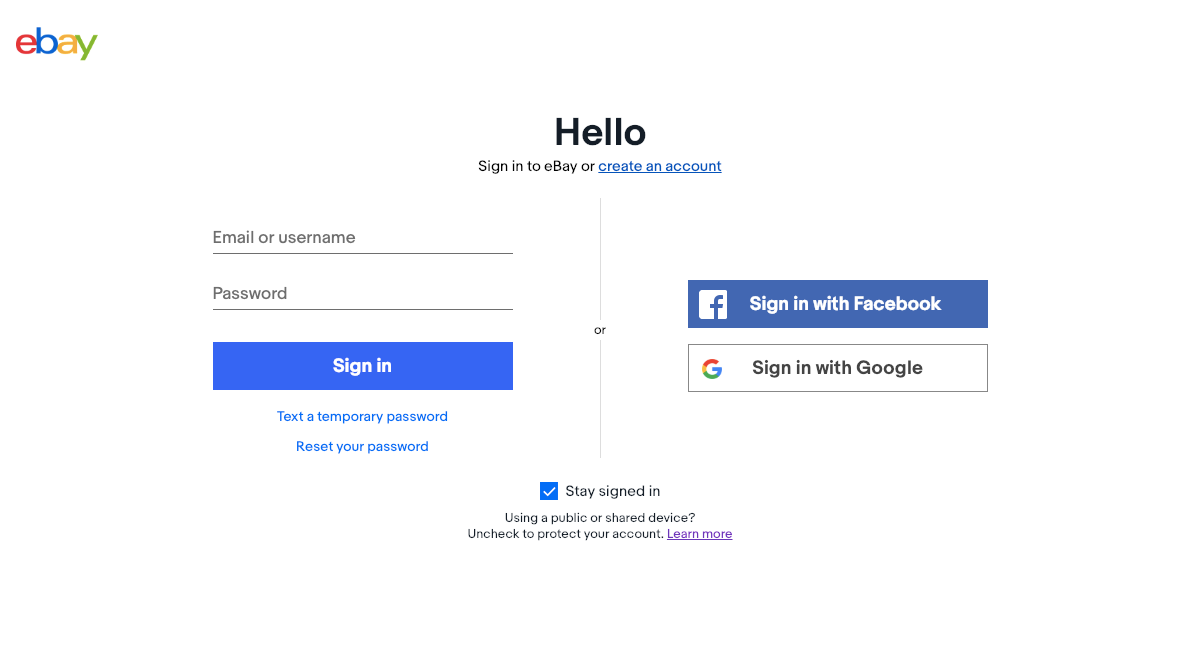 ebay
Hello
Sign in to eBay or create an account
Email or username
Password
Sign in
Text a temporary password
Reset your password
or
Sign in with Facebook
Sign in with Google
Stay signed in
Using a public or shared device?
Uncheck to protect your account. Learn more